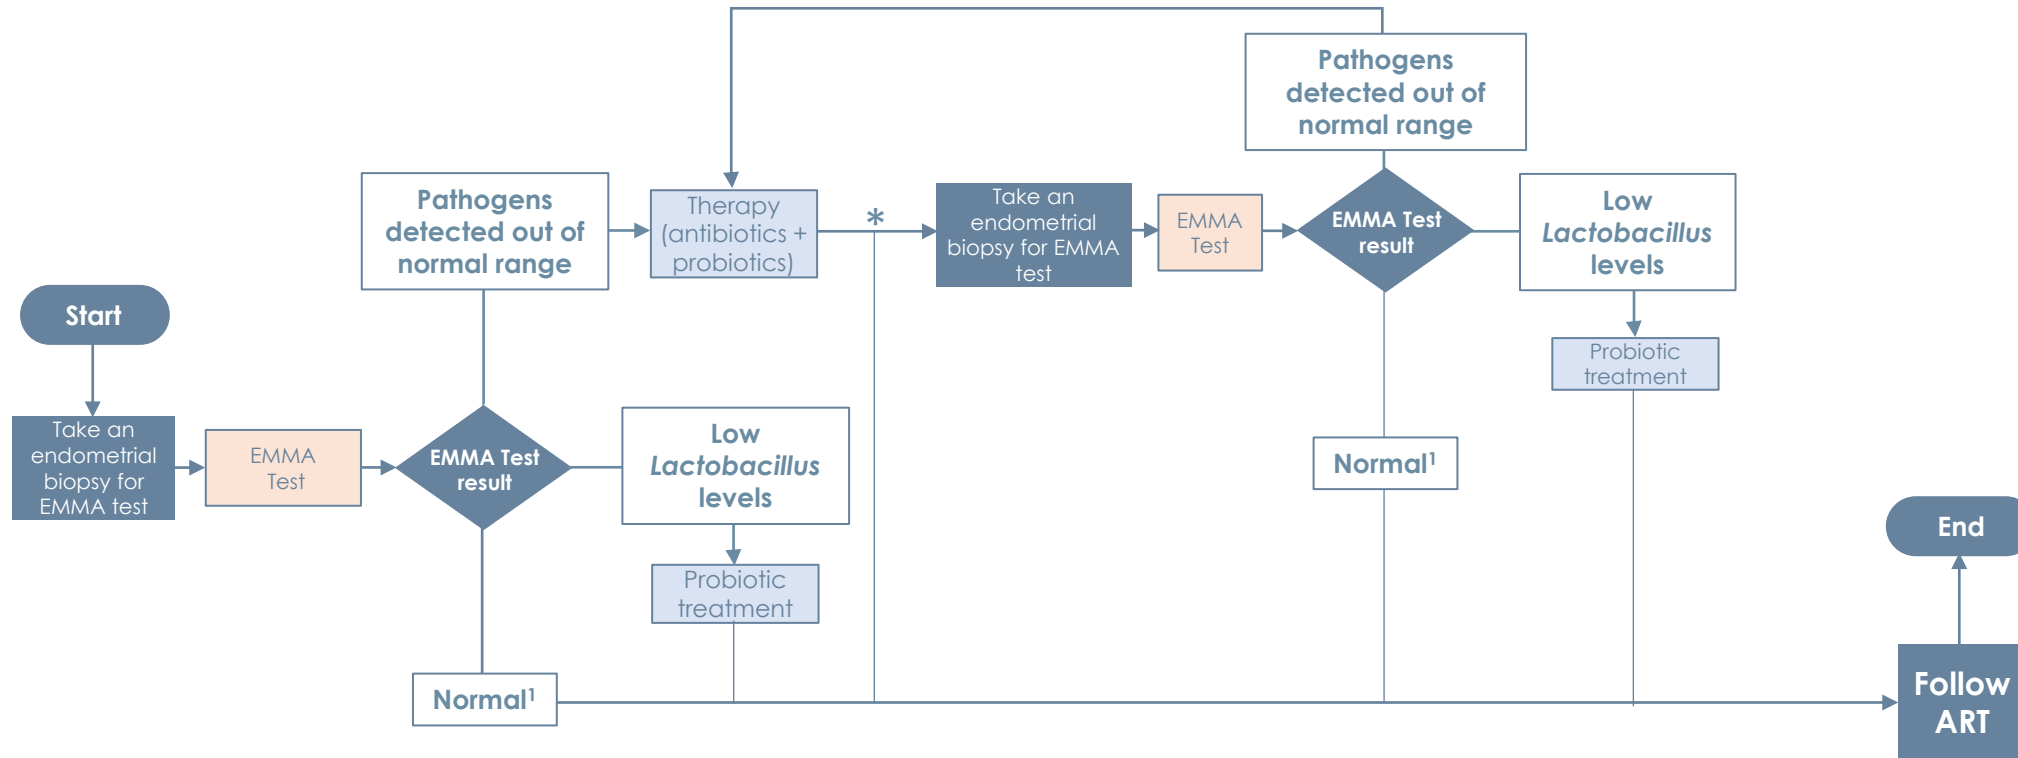 Start
Take an
endometrial
biopsy for
EMMA test
EMMA
Test
EMMA Test
result
Pathogens
detected out of
normal range
Low
Lactobacillus
levels
Probiotic
treatment
Normal¹
Therapy
(antibiotics +
probiotics)
*
Take an
endometrial
biopsy for EMMA
test
EMMA
Test
EMMA Test
result
Pathogens
detected out of
normal range
Low
Lactobacillus
levels
Probiotic
treatment
Normal¹
Follow
ART
End